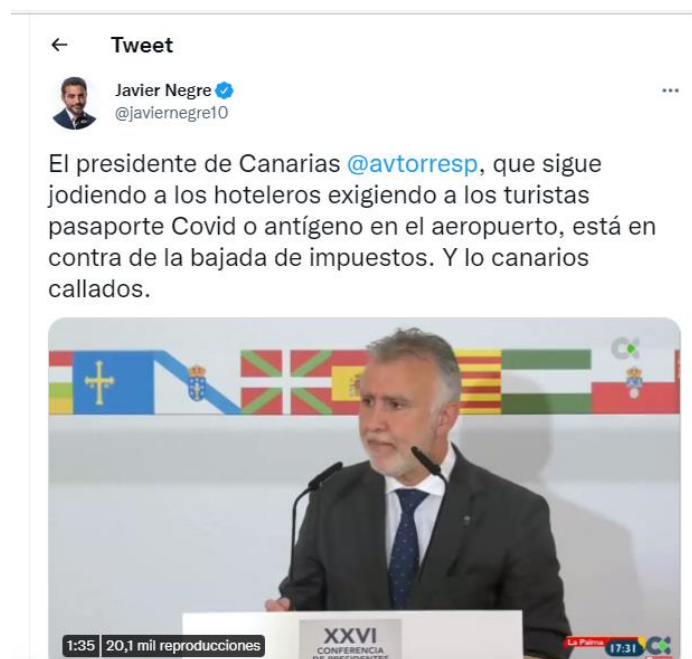 Tweet
Javier Negre
@javiernegre10
El presidente de Canarias @avtorresp, que sigue
jodiendo a los hoteleros exigiendo a los turistas
pasaporte Covid o antígeno en el aeropuerto, está en
contra de la bajada de impuestos. Y lo canarios
callados.
1:35 20,1 mil reproducciones
XXVI
CONFERENCIA
DE PRESIDENTES
La Palma 17:31